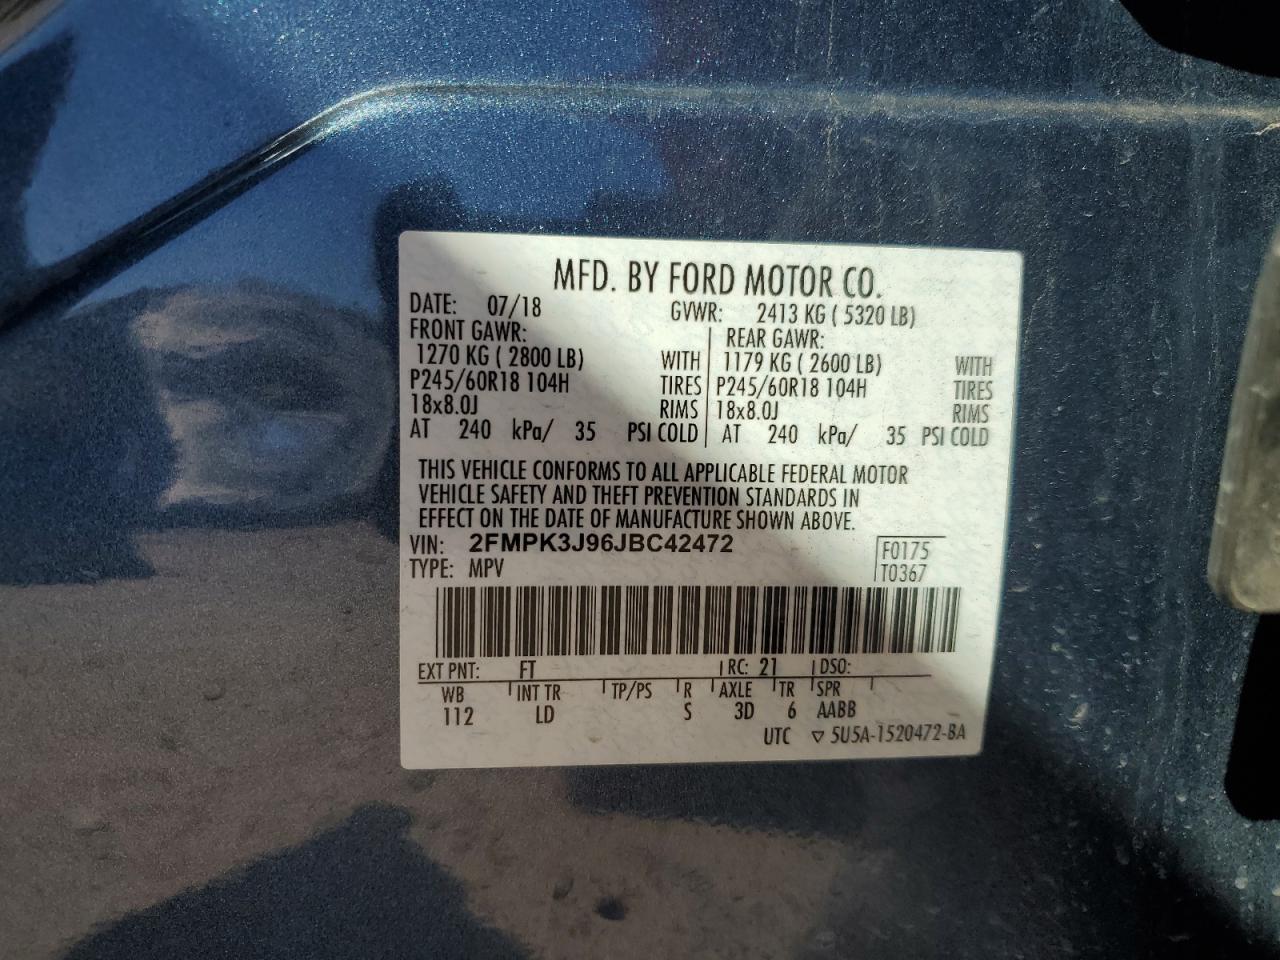 MFD. BY FORD MOTOR CO.
DATE: 07/18 GVWR: 2413 KG ( 5320 LB)
FRONT GAWR: REAR GAWR:
1270 KG ( 2800 LB) WITH 1179 KG ( 2600 LB) WITH
P245/60R18 104H TIRES P245/60R18 104H TIRES
18x8.0J RIMS 18x8.0J RIMS
AT 240 kPa/ 35 PSI COLD AT 240 kPa/ 35 PSI COLD
THIS VEHICLE CONFORMS TO ALL APPLICABLE FEDERAL MOTOR
VEHICLE SAFETY AND THEFT PREVENTION STANDARDS IN
EFFECT ON THE DATE OF MANUFACTURE SHOWN ABOVE.
VIN: 2FMPK3J96JBC42472 F0175
TYPE: MPV T0367
EXT PNT: FT RC: 21 DSO:
WB INT TR TP/PS R AXLE TR SPR
112 LD S 3D 6 AABB
UTC ▽ 5U5A-1520472-BA